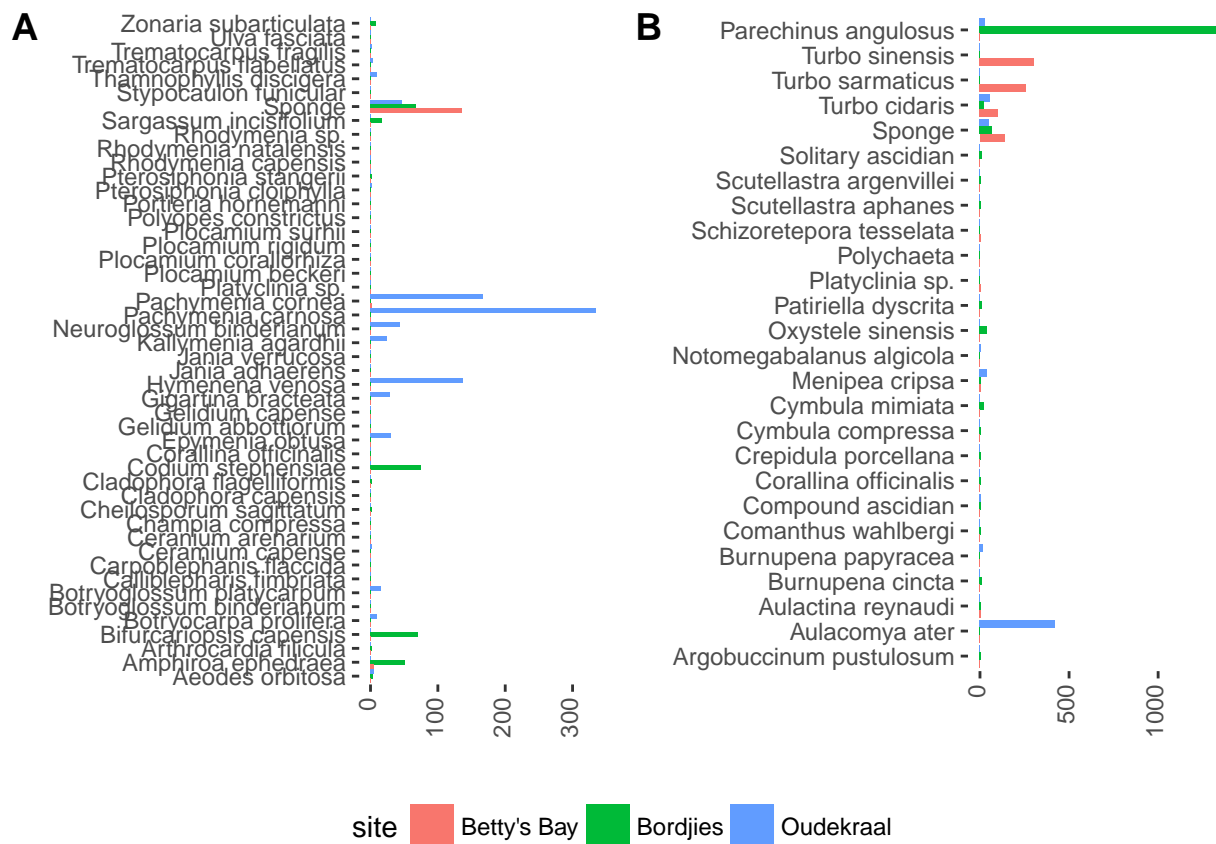 A
Zonaria subarticulata
Ulva fasciata
Trematocarpus fragilis
Trematocarpus flabellatus
Thamnophyllis discigera
Stypocaulon funicular
Sponge
Sargassum incisifolium
Rhodymenia sp.
Rhodymenia natalensis
Rhodymenia capensis
Pterosiphonia stangerii
Pterosiphonia cloiphylla
Portieria hornemanni
Polyopes constrictus
Plocamium surhii
Plocamium rigidum
Plocamium corallorhiza
Plocamium beckeri
Platyclinia sp.
Pachymenia cornea
Pachymenia carnosa
Neuroglossum binderianum
Kallymenia agardhii
Jania verrucosa
Jania adhaerens
Hymenena venosa
Gigartina bracteata
Gelidium capense
Gelidium abbottiorum
Epymenia obtusa
Corallina officinalis
Codium stephensiae
Cladophora flagelliformis
Cladophora capensis
Cheilosporum sagittatum
Champia compressa
Ceranium arenarium
Ceramium capense
Carpoblephanis flaccida
Calliblepharis fimbriata
Botryoglossum platycarpum
Botryoglossum binderianum
Botryocarpa prolifera
Bifurcariopsis capensis
Arthrocardia filicula
Amphiroa ephedraea
Aeodes orbitosa
0
100
200
300
B
Parechinus angulosus
Turbo sinensis
Turbo sarmaticus
Turbo cidaris
Sponge
Solitary ascidian
Scutellastra argenvillei
Scutellastra aphanes
Schizoretepora tesselata
Polychaeta
Platyclinia sp.
Patiriella dyscrita
Oxystele sinensis
Notomegabalanus algicola
Menipea cripsa
Cymbula mimiata
Cymbula compressa
Crepidula porcellana
Corallina officinalis
Compound ascidian
Comanthus wahlbergi
Burnupena papyracea
Burnupena cincta
Aulactina reynaudi
Aulacomya ater
Argobuccinum pustulosum
0
500
1000
site Betty's Bay Bordjies Oudekraal